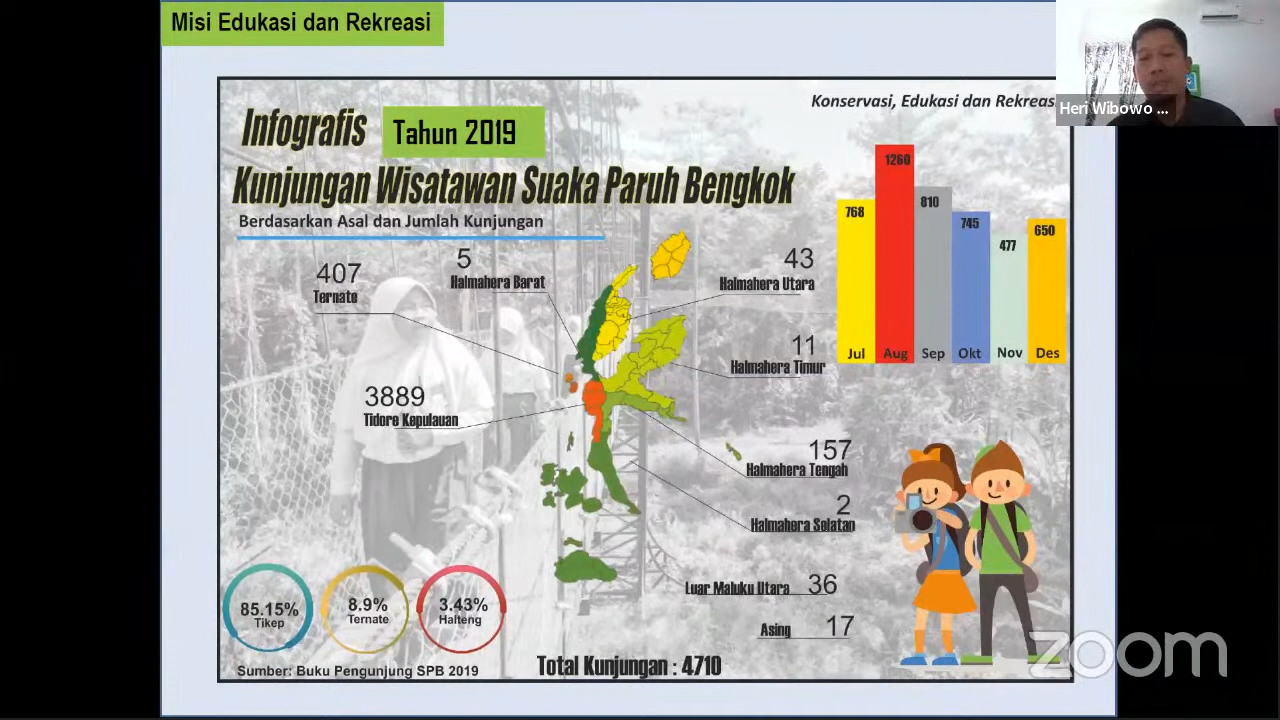 Misi Edukasi dan Rekreasi
Heri Wibowo ...
Konservasi, Edukasi dan Rekreas
Infografis Tahun 2019
Kunjungan Wisatawan Suaka Paruh Bengkok
Berdasarkan Asal dan Jumlah Kunjungan
407
Ternate
5
Halmahera Barat
43
Halmahera Utara
11
Halmahera Timur
3889
Tidore Kepulauan
157
Halmahera Tengah
2
Halmahera Selatan
Luar Maluku Utara 36
Asing 17
768
1260
810
745
477
650
Jul Aug Sep Okt Nov Des
85.15%
Tikep
8.9%
Ternate
3.43%
Halteng
Sumber: Buku Pengunjung SPB 2019
Total Kunjungan : 4710
zoom